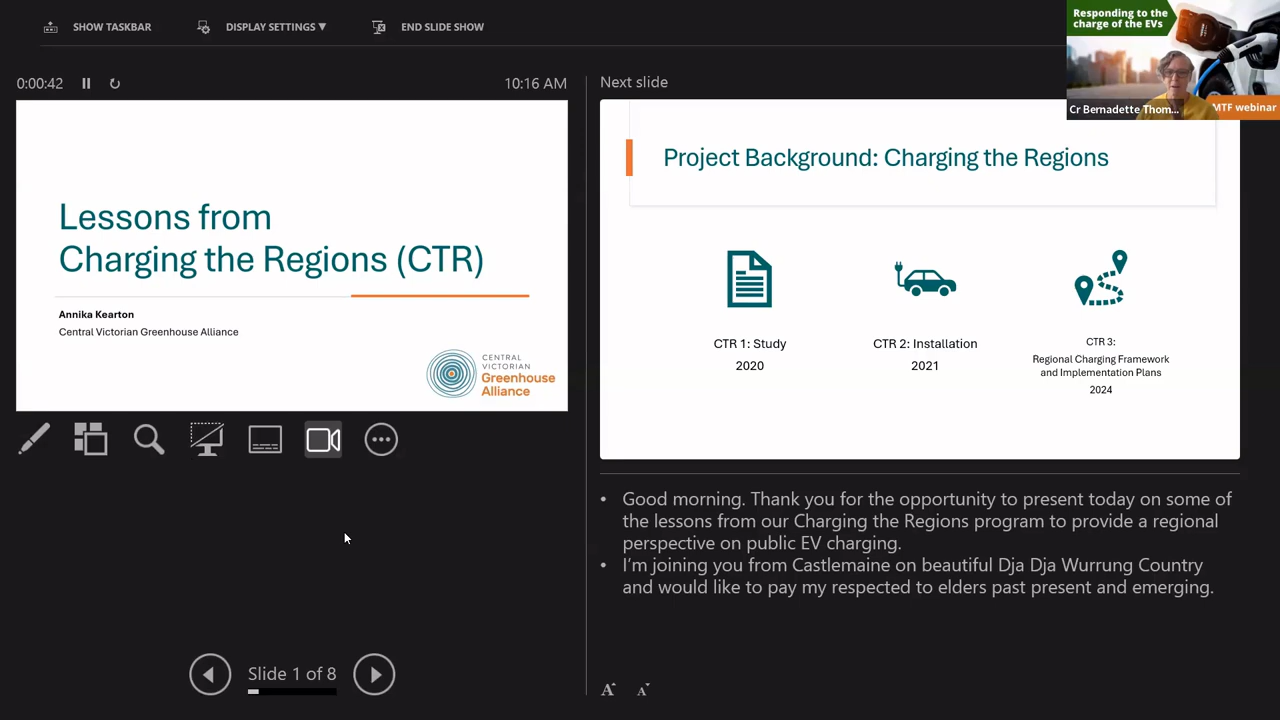 SHOW TASKBAR
DISPLAY SETTINGS ▼
END SLIDE SHOW
Responding to the
charge of the EVs
Cr Bernadette Thom...
MTF webinar
0:00:42
10:16 AM
Lessons from
Charging the Regions (CTR)
Annika Kearton
Central Victorian Greenhouse Alliance
CENTRAL
VICTORIAN
Greenhouse
Alliance
Slide 1 of 8
Next slide
Project Background: Charging the Regions
CTR 1: Study
2020
CTR 2: Installation
2021
CTR 3:
Regional Charging Framework
and Implementation Plans
2024
• Good morning. Thank you for the opportunity to present today on some of
the lessons from our Charging the Regions program to provide a regional
perspective on public EV charging.
• I'm joining you from Castlemaine on beautiful Dja Dja Wurrung Country
and would like to pay my respected to elders past present and emerging.
A A